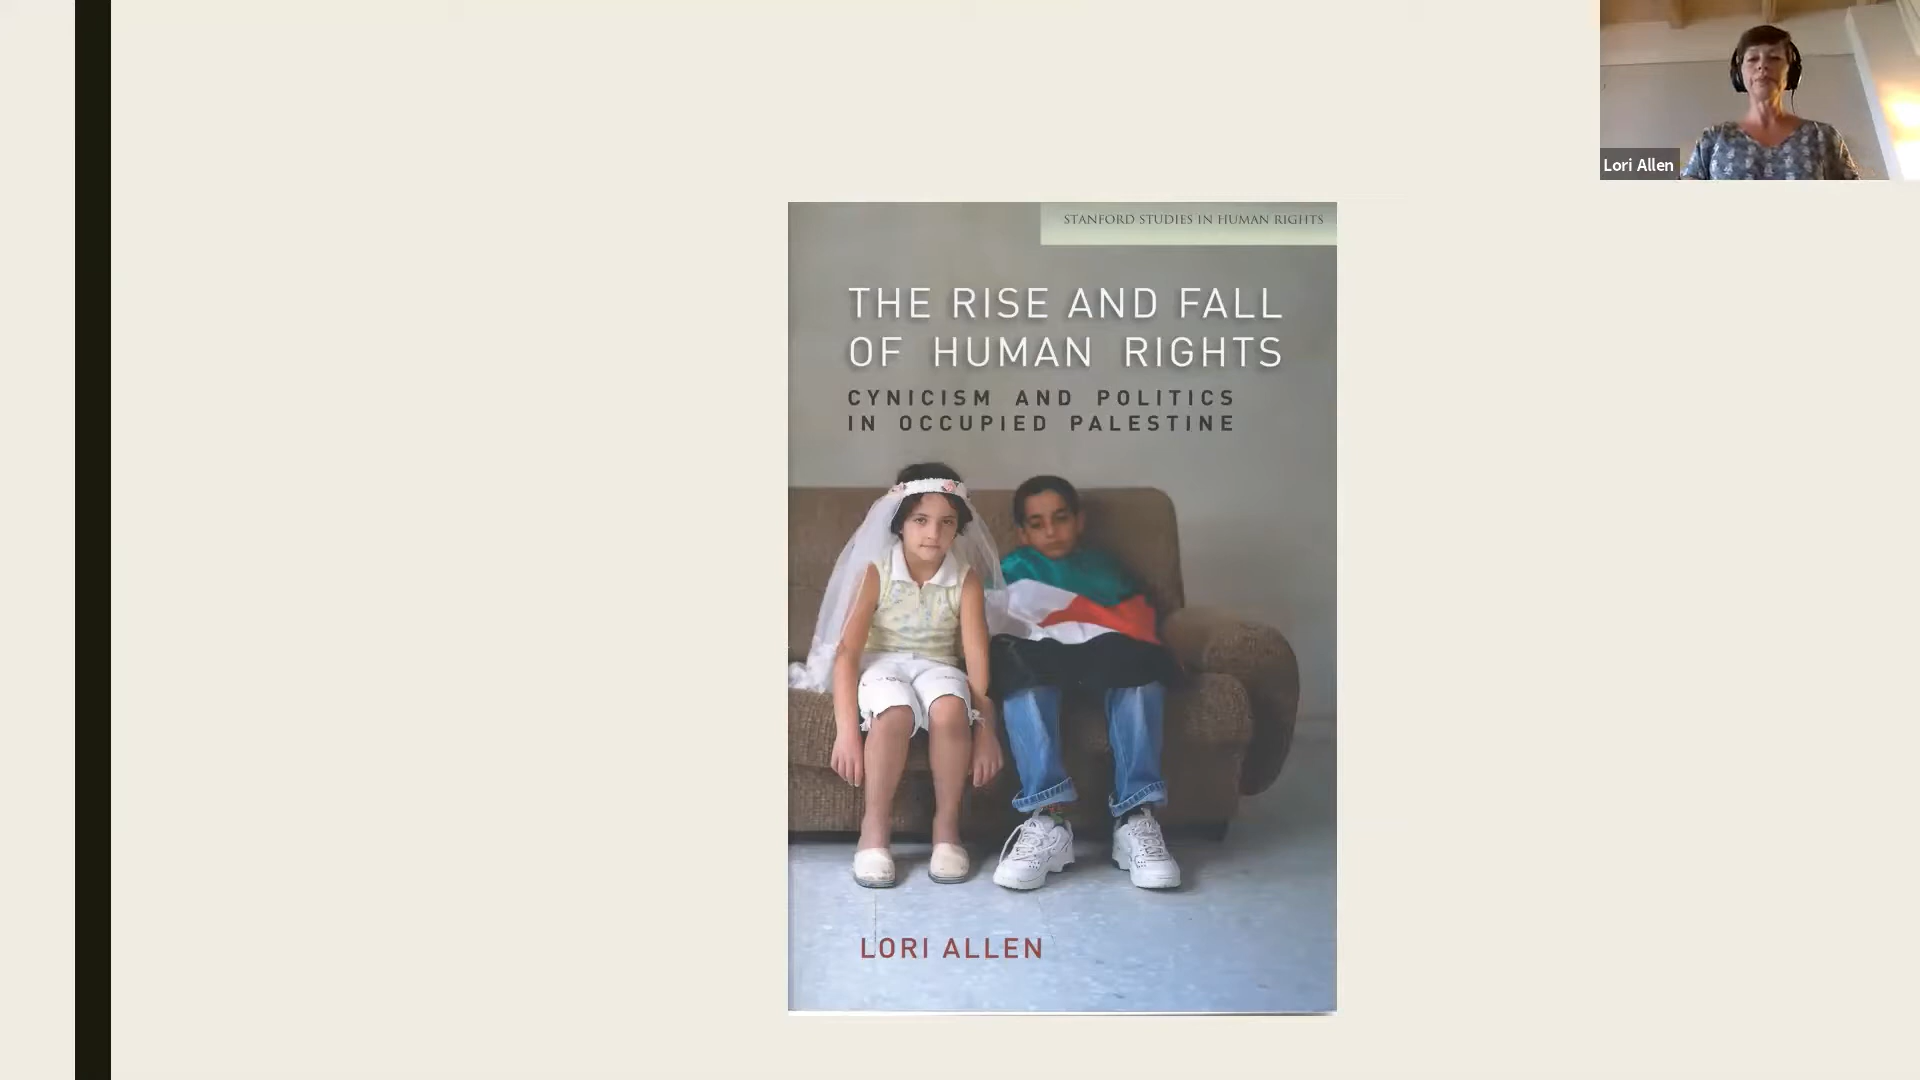 Lori Allen
STANFORD STUDIES IN HUMAN RIGHTS
THE RISE AND FALL
OF HUMAN RIGHTS
CYNICISM AND POLITICS
IN OCCUPIED PALESTINE
LORI ALLEN